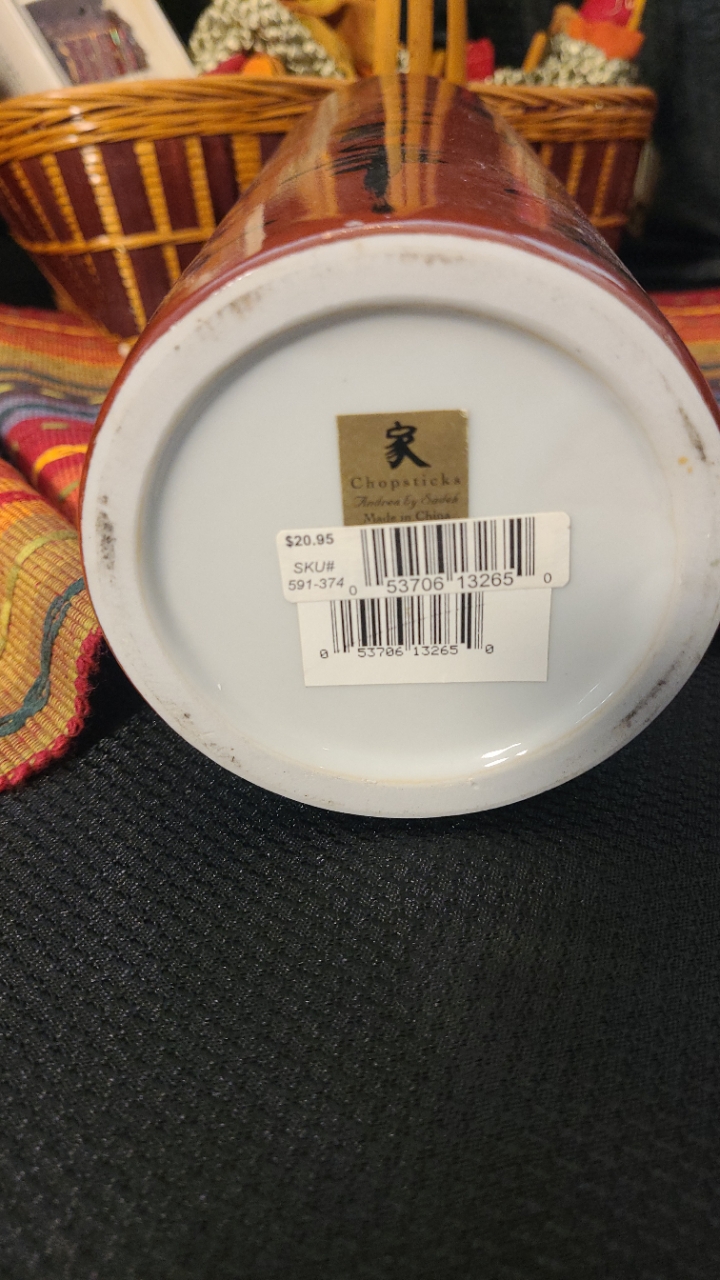 家
Chopsticks
Andrea by Sadek
Made in China
$20.95
SKU#
591-374
0 53706 13265 0
0 53706 13265 0